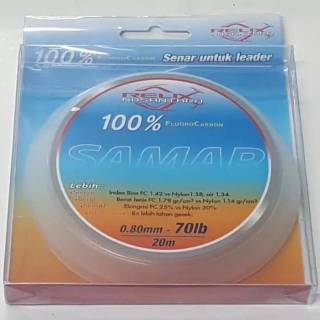 100% FLUOROCARBON
Senar untuk leader
RELIX
NUSANTARA
100% FLUOROCARBON
SAMAR
Lebih
Index Bias FC 1.42 vs Nylon 1.58, air 1.34
Berat Jenis FC 1.78 gr/cm³ vs Nylon 1.14 gr/cm³
Elongasi FC 25% vs Nylon 30%
8x lebih tahan gesek
0.80mm - 70lb
20m